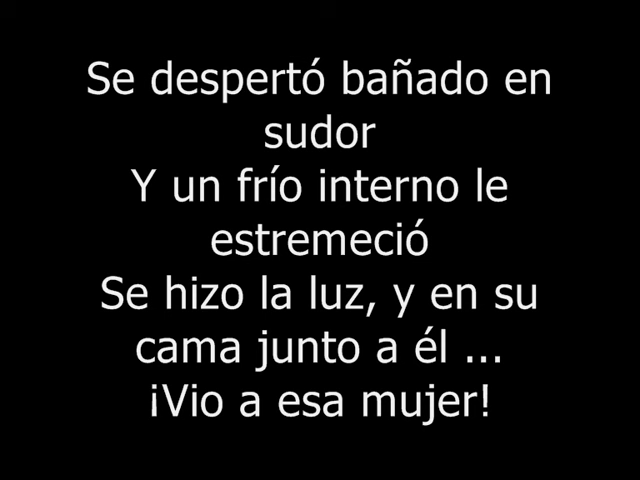 Se despertó bañado en
sudor
Y un frío interno le
estremeció
Se hizo la luz, y en su
cama junto a él ...
¡Vio a esa mujer!